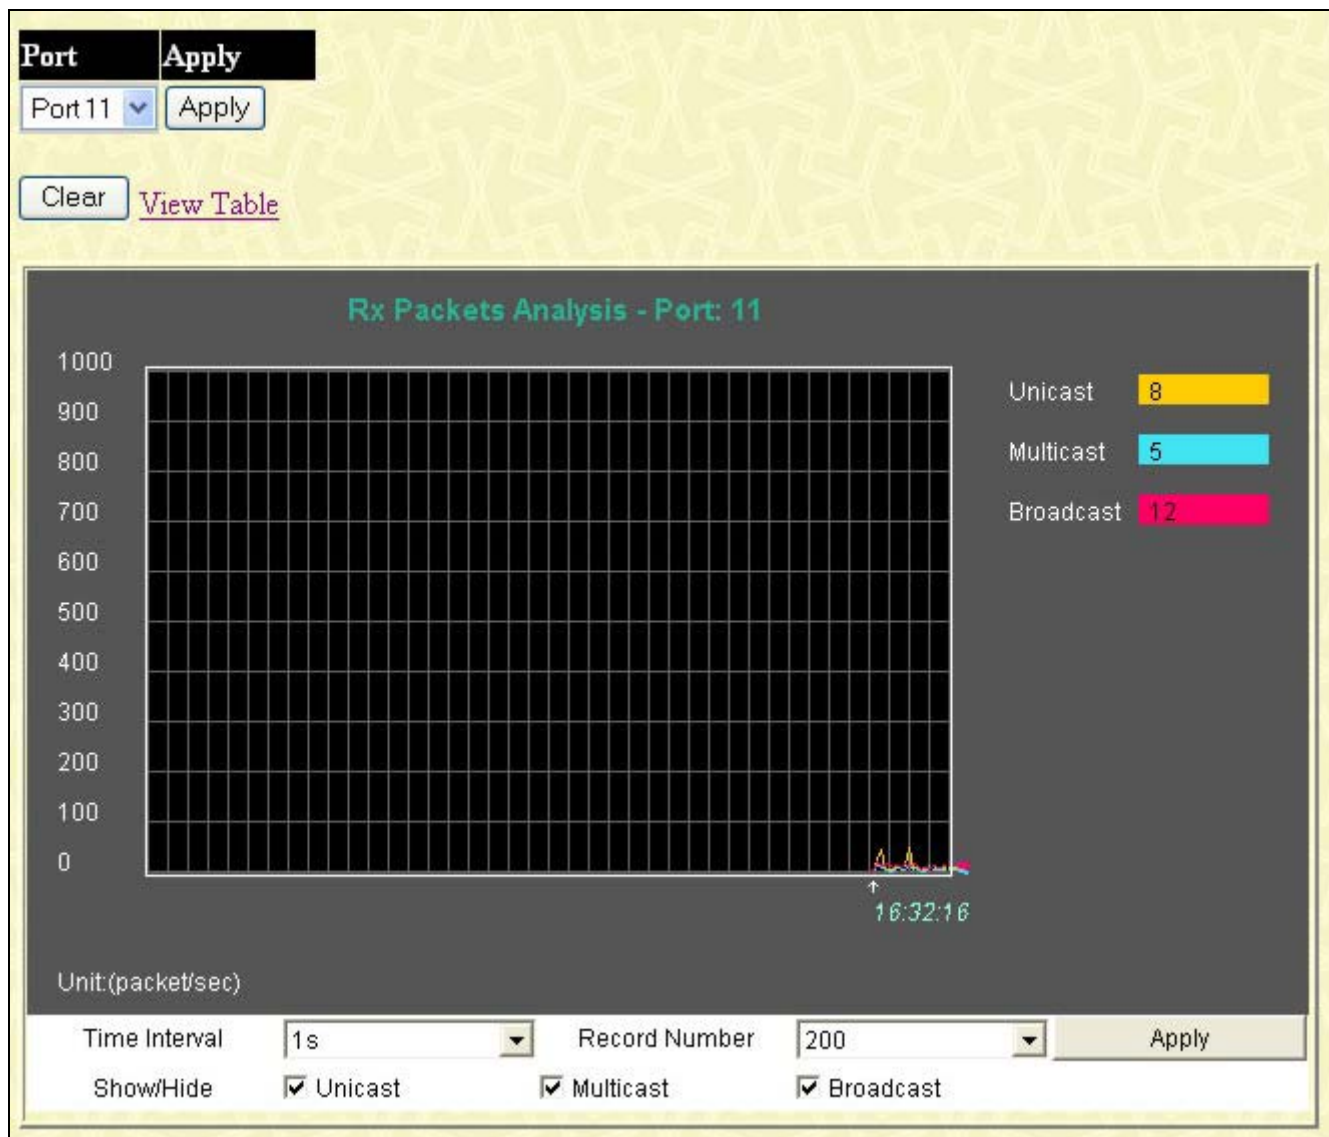 Port Apply
Port 11 Apply
Clear View Table
Rx Packets Analysis - Port: 11
1000
900
800
700
600
500
400
300
200
100
0
Unicast 8
Multicast 5
Broadcast 12
16:32:16
Unit:(packet/sec)
Time Interval 1s Record Number 200 Apply
Show/Hide Unicast Multicast Broadcast